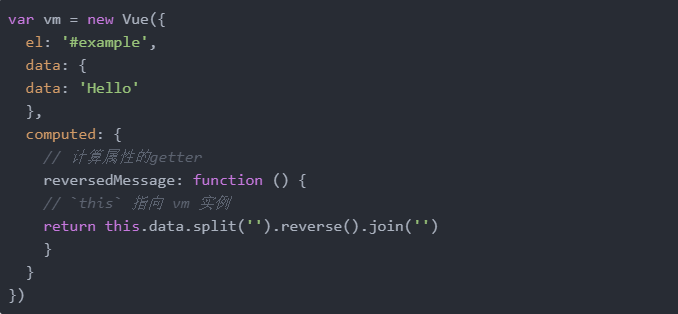 var vm = new Vue({
  el: '#example',
  data: {
  data: 'Hello'
  },
  computed: {
    // 计算属性的getter
    reversedMessage: function () {
    // `this` 指向 vm 实例
    return this.data.split('').reverse().join('')
    }
  }
})